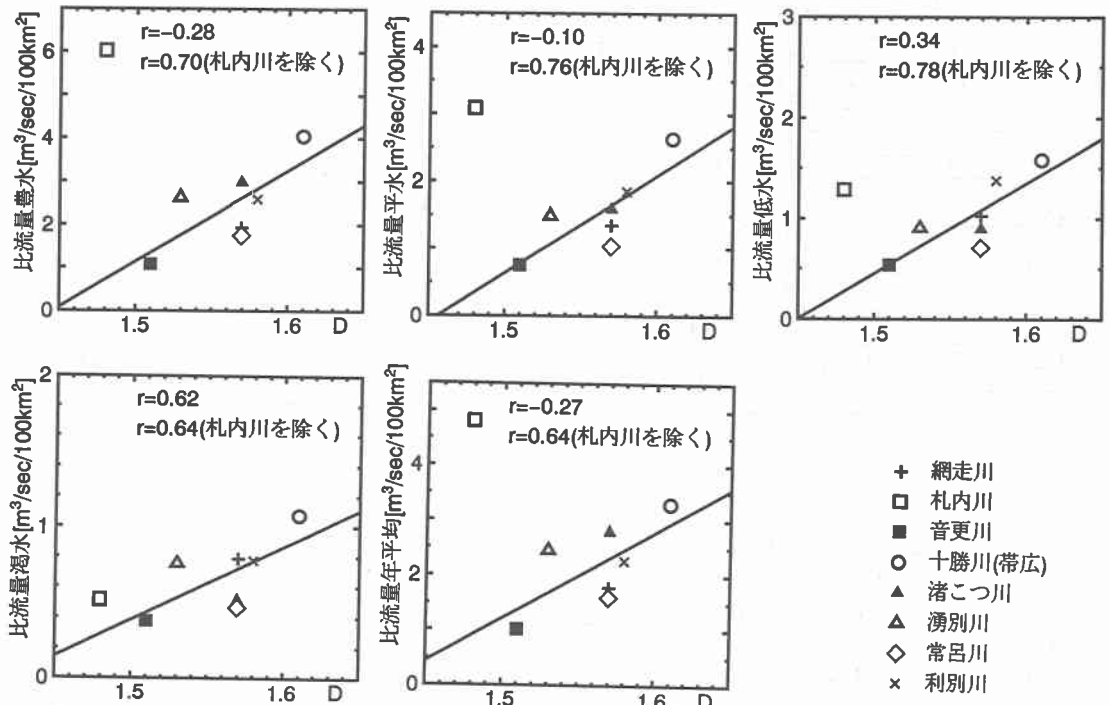 比流量豊水[m³/sec/100km²]
6
4
2
0
r=-0.28
r=0.70(札内川を除く)
1.5
1.6
D
比流量平水[m³/sec/100km²]
4
2
0
r=-0.10
r=0.76(札内川を除く)
1.5
1.6
D
比流量低水[m³/sec/100km²]
3
2
1
0
r=0.34
r=0.78(札内川を除く)
1.5
1.6
D
比流量渇水[m³/sec/100km²]
2
1
0
r=0.62
r=0.64(札内川を除く)
1.5
1.6
D
比流量年平均[m³/sec/100km²]
4
2
0
r=-0.27
r=0.64(札内川を除く)
1.5
1.6
D
網走川
札内川
音更川
十勝川(帯広)
渚こつ川
湧別川
常呂川
利別川